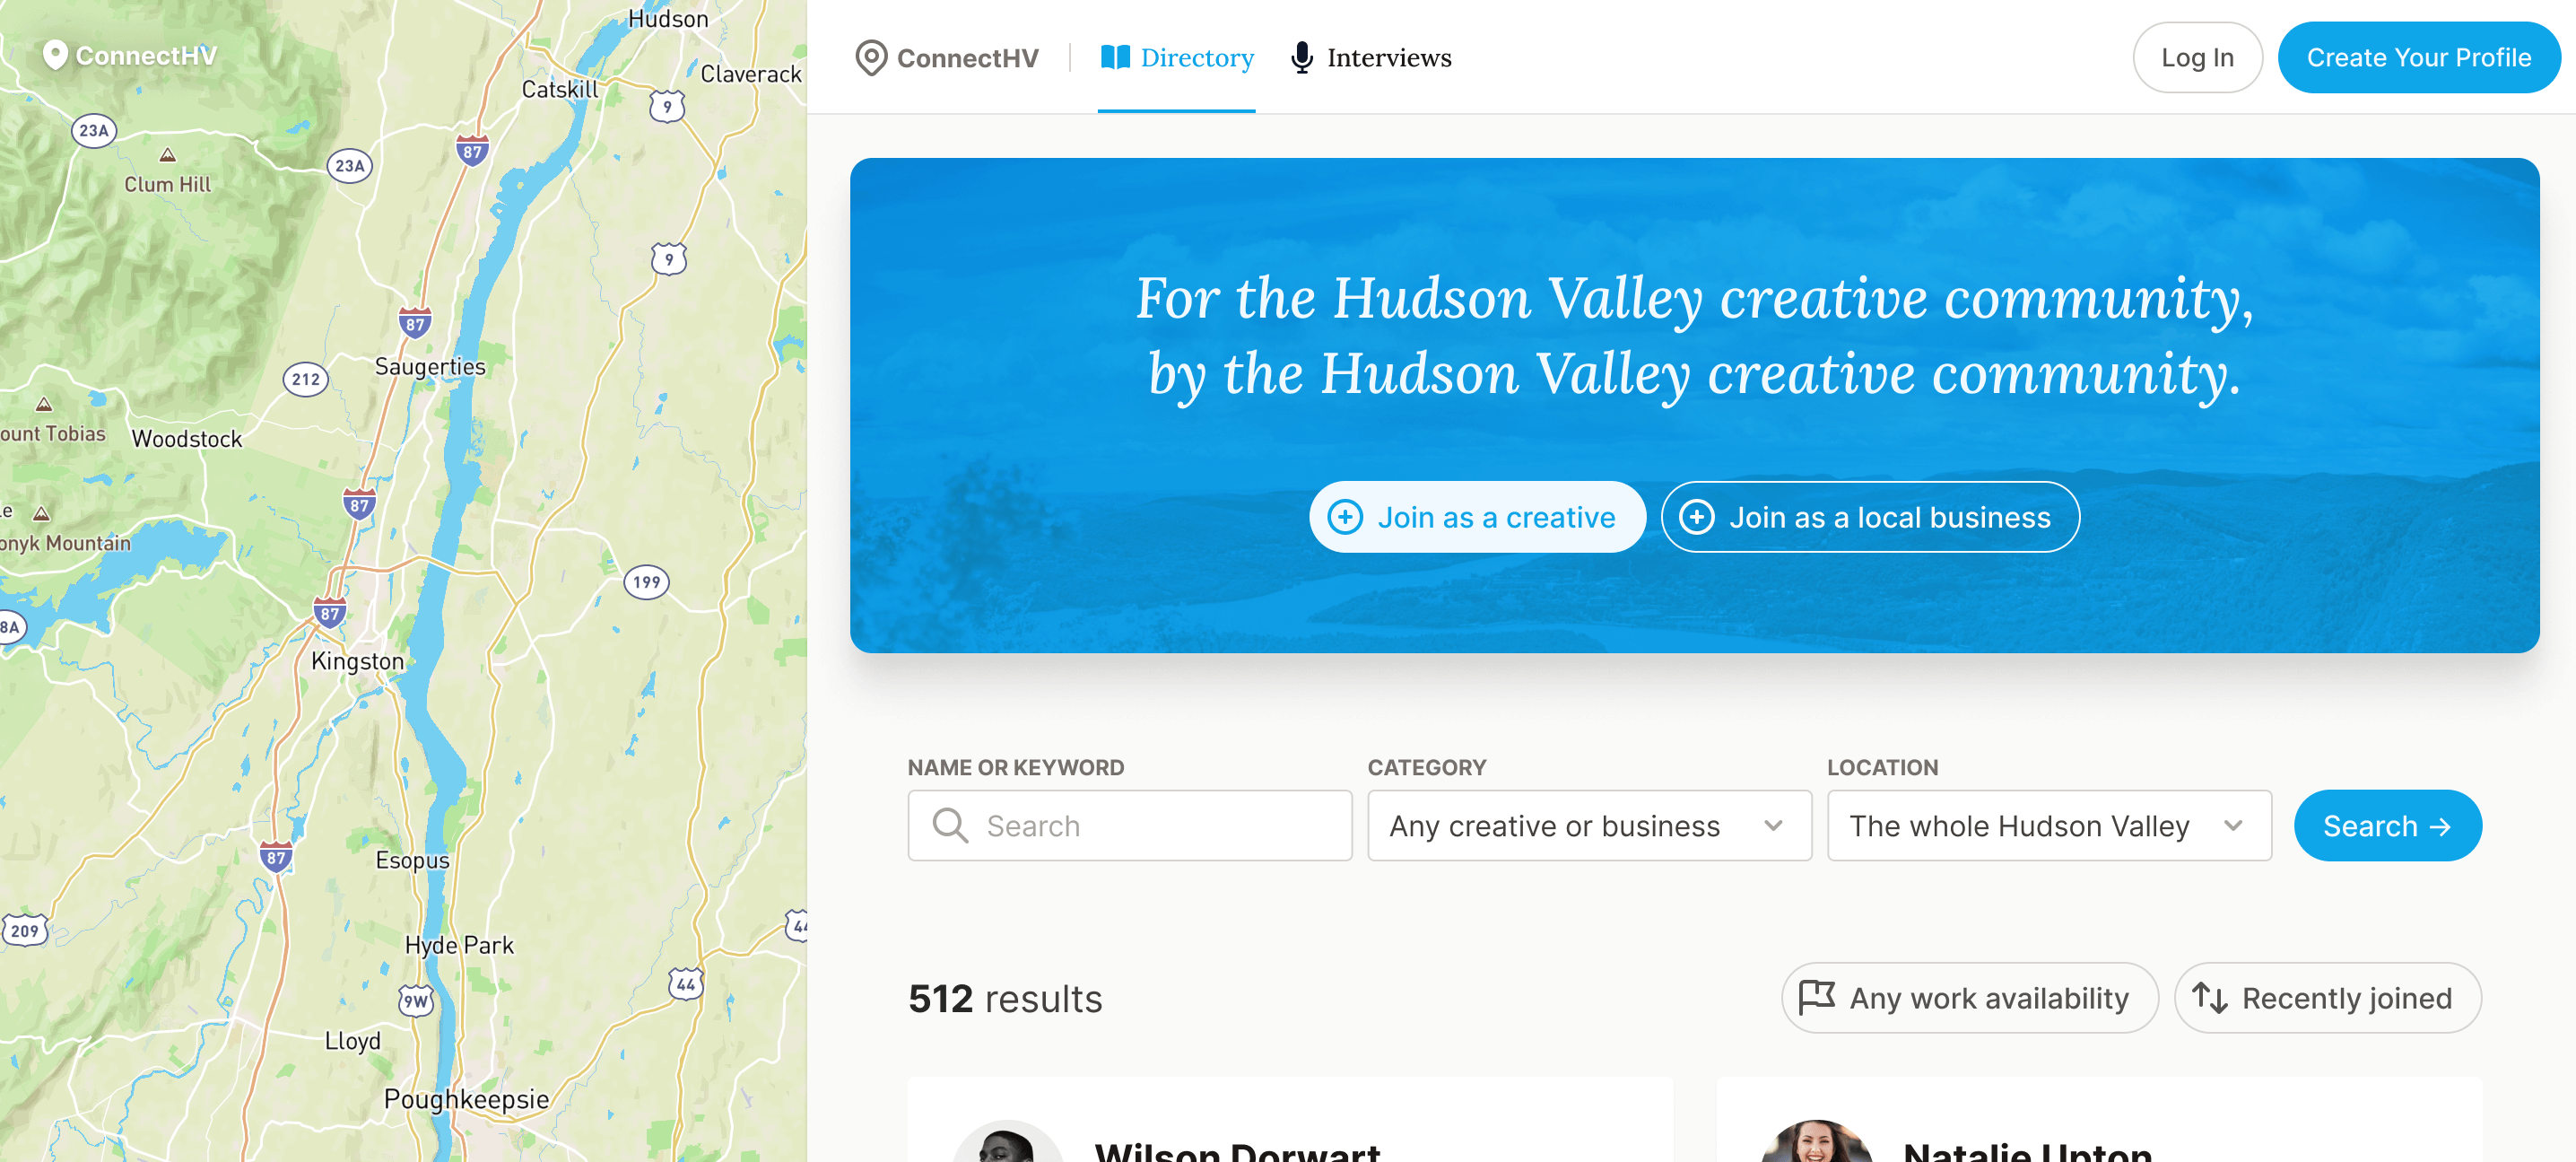 ConnectHV
Hudson
Claverack
Catskill
9
23A
87
23A
Clum Hill
9
87
Saugerties
212
ount Tobias
Woodstock
87
le
onyk Mountain
199
87
8A
Kingston
87
Esopus
209
44
Hyde Park
44
9W
Lloyd
Poughkeepsie
ConnectHV
Directory
Interviews
Log In
Create Your Profile
For the Hudson Valley creative community,
by the Hudson Valley creative community.
Join as a creative
Join as a local business
NAME OR KEYWORD
CATEGORY
LOCATION
Search
Any creative or business
The whole Hudson Valley
Search →
512 results
Any work availability
Recently joined
Wilson Dorwart
Natalie Upton